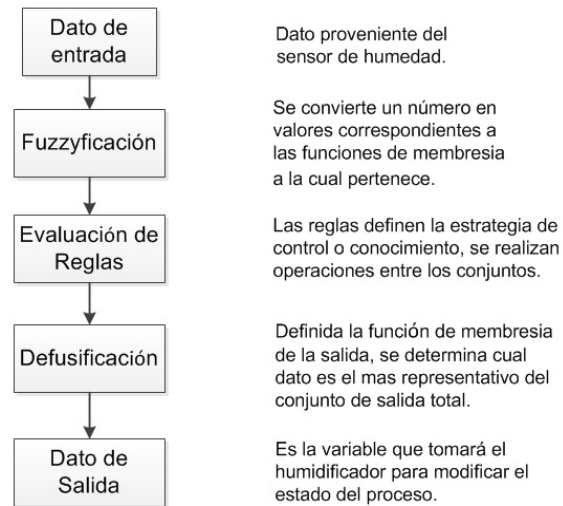 Dato de
entrada
Dato proveniente del
sensor de humedad.
Fuzzyficación
Se convierte un número en
valores correspondientes a
las funciones de membresia
a la cual pertenece.
Evaluación de
Reglas
Las reglas definen la estrategia de
control o conocimiento, se realizan
operaciones entre los conjuntos.
Defusificación
Definida la función de membresia
de la salida, se determina cual
dato es el mas representativo del
conjunto de salida total.
Dato de
Salida
Es la variable que tomará el
humidificador para modificar el
estado del proceso.